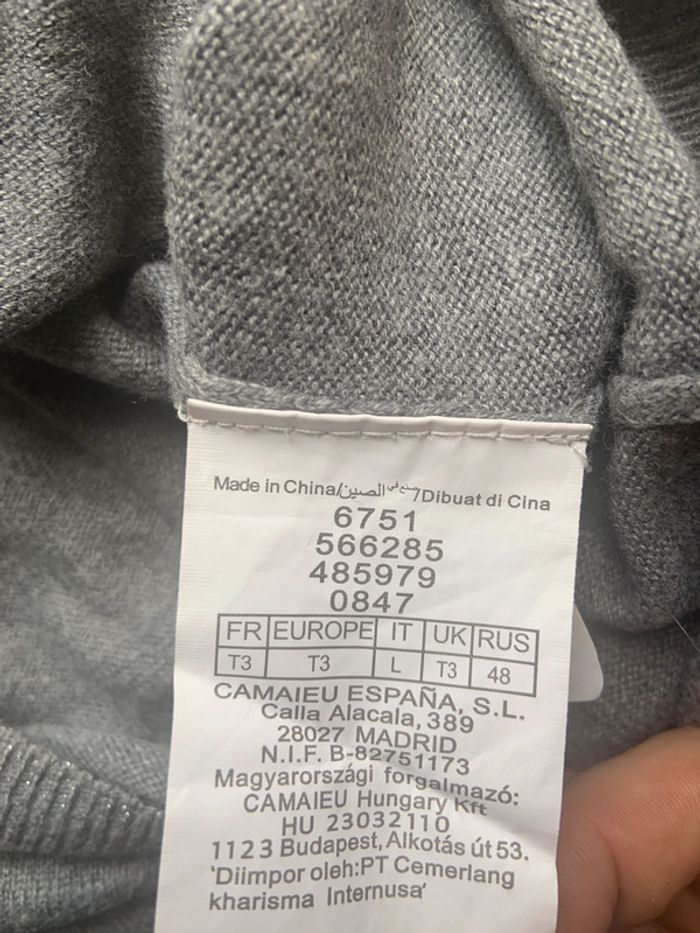 Made in China/صنع في الصين/Dibuat di Cina
6751
566285
485979
0847
FR EUROPE IT UK RUS
T3 T3 L T3 48
CAMAIEU ESPAÑA, S.L.
Calla Alacala, 389
28027 MADRID
N.I.F. B-82751173
Magyarországi forgalmazó:
CAMAIEU Hungary Kft
HU 23032110
1123 Budapest, Alkotás út 53.
'Diimpor oleh:PT Cemerlang
kharisma Internusa'